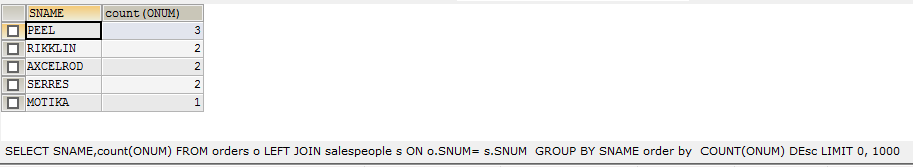 SNAME count(ONUM)
PEEL 3
RIKKLIN 2
AXCELROD 2
SERRES 2
MOTIKA 1
SELECT SNAME,count(ONUM) FROM orders o LEFT JOIN salespeople s ON o.SNUM= s.SNUM  GROUP BY SNAME order by  COUNT(ONUM) DEsc LIMIT 0, 1000